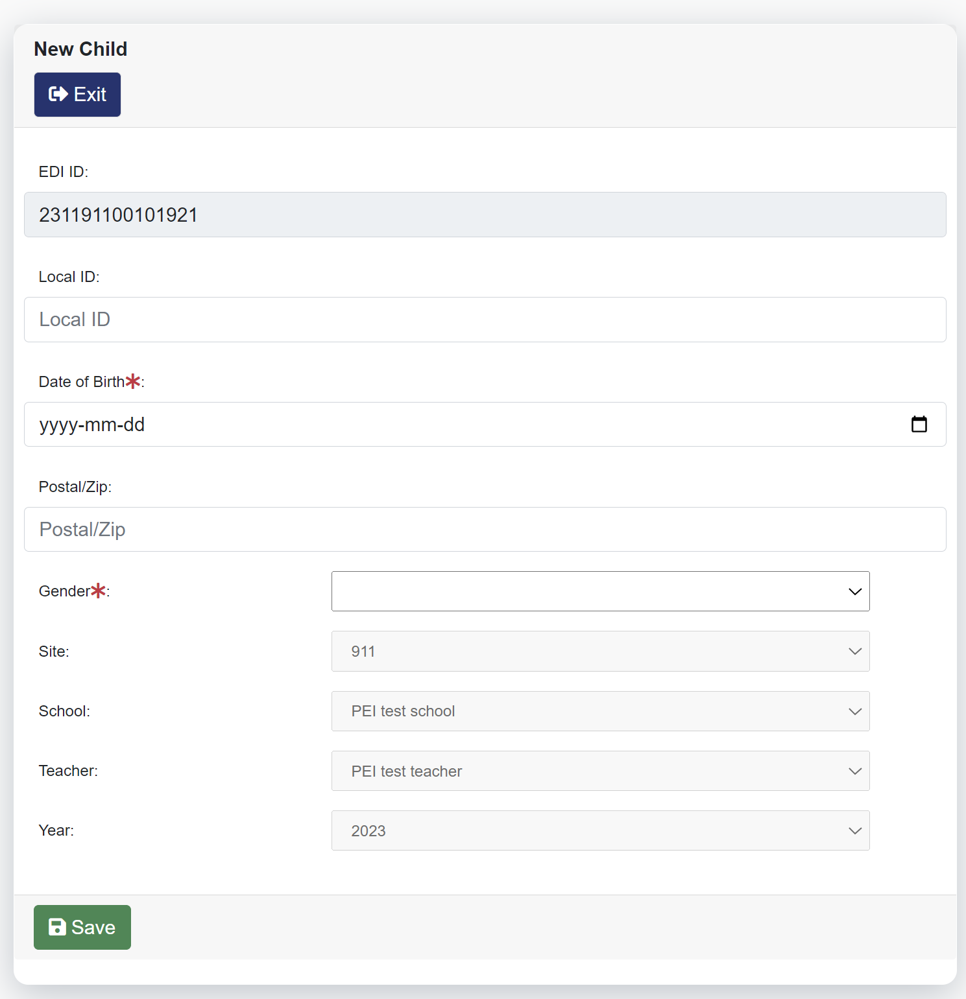 New Child
Exit
EDI ID:
231191100101921
Local ID:
Local ID
Date of Birth*:
yyyy-mm-dd
Postal/Zip:
Postal/Zip
Gender*:
Site:
911
School:
PEI test school
Teacher:
PEI test teacher
Year:
2023
Save